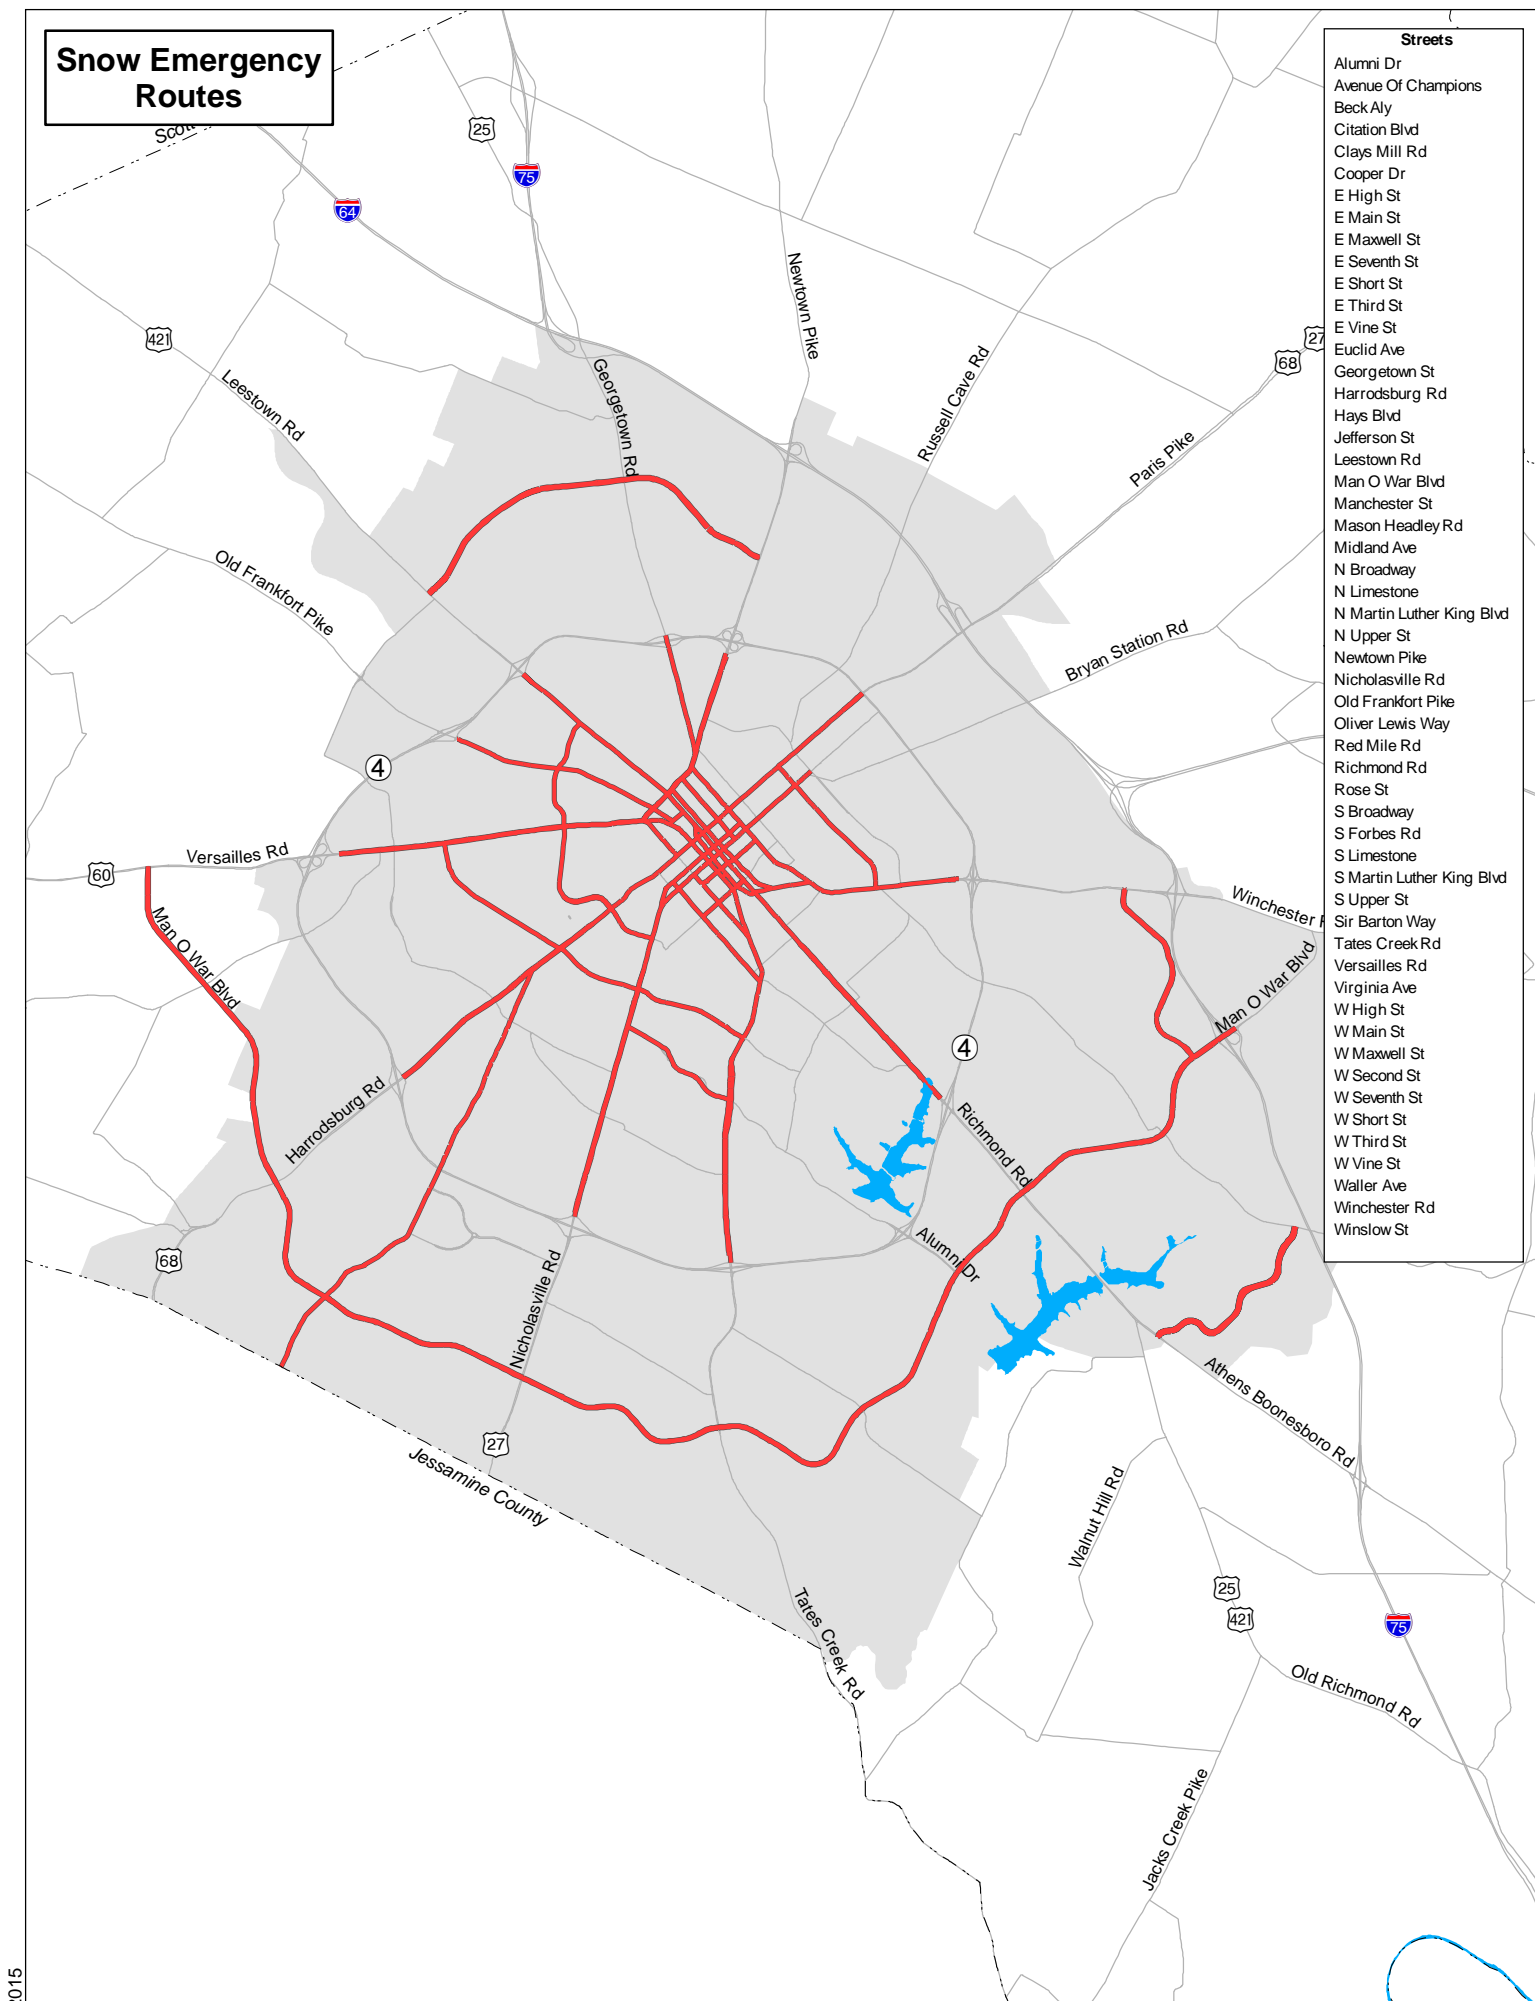 Snow Emergency
Routes
Streets
Alumni Dr
Avenue Of Champions
Beck Aly
Citation Blvd
Clays Mill Rd
Cooper Dr
E High St
E Main St
E Maxwell St
E Seventh St
E Short St
E Third St
E Vine St
Euclid Ave
Georgetown St
Harrodsburg Rd
Hays Blvd
Jefferson St
Leestown Rd
Man O War Blvd
Manchester St
Mason Headley Rd
Midland Ave
N Broadway
N Limestone
N Martin Luther King Blvd
N Upper St
Newtown Pike
Nicholasville Rd
Old Frankfort Pike
Oliver Lewis Way
Red Mile Rd
Richmond Rd
Rose St
S Broadway
S Forbes Rd
S Limestone
S Martin Luther King Blvd
S Upper St
Sir Barton Way
Tates Creek Rd
Versailles Rd
Virginia Ave
W High St
W Main St
W Maxwell St
W Second St
W Seventh St
W Short St
W Third St
W Vine St
Waller Ave
Winchester Rd
Winslow St
25
75
64
421
Newtown Pike
27
68
Georgetown Rd
Leestown Rd
Russell Cave Rd
Paris Pike
Old Frankfort Pike
Bryan Station Rd
4
Versailles Rd
60
Winchester
Man O War Blvd
Man O War Blvd
4
Harrodsburg Rd
Richmond Rd
68
Alumni Dr
Nicholasville Rd
27
Jessamine County
Athens Boonesboro Rd
Walnut Hill Rd
25
421
75
Tates Creek Rd
Old Richmond Rd
Jacks Creek Pike
2015